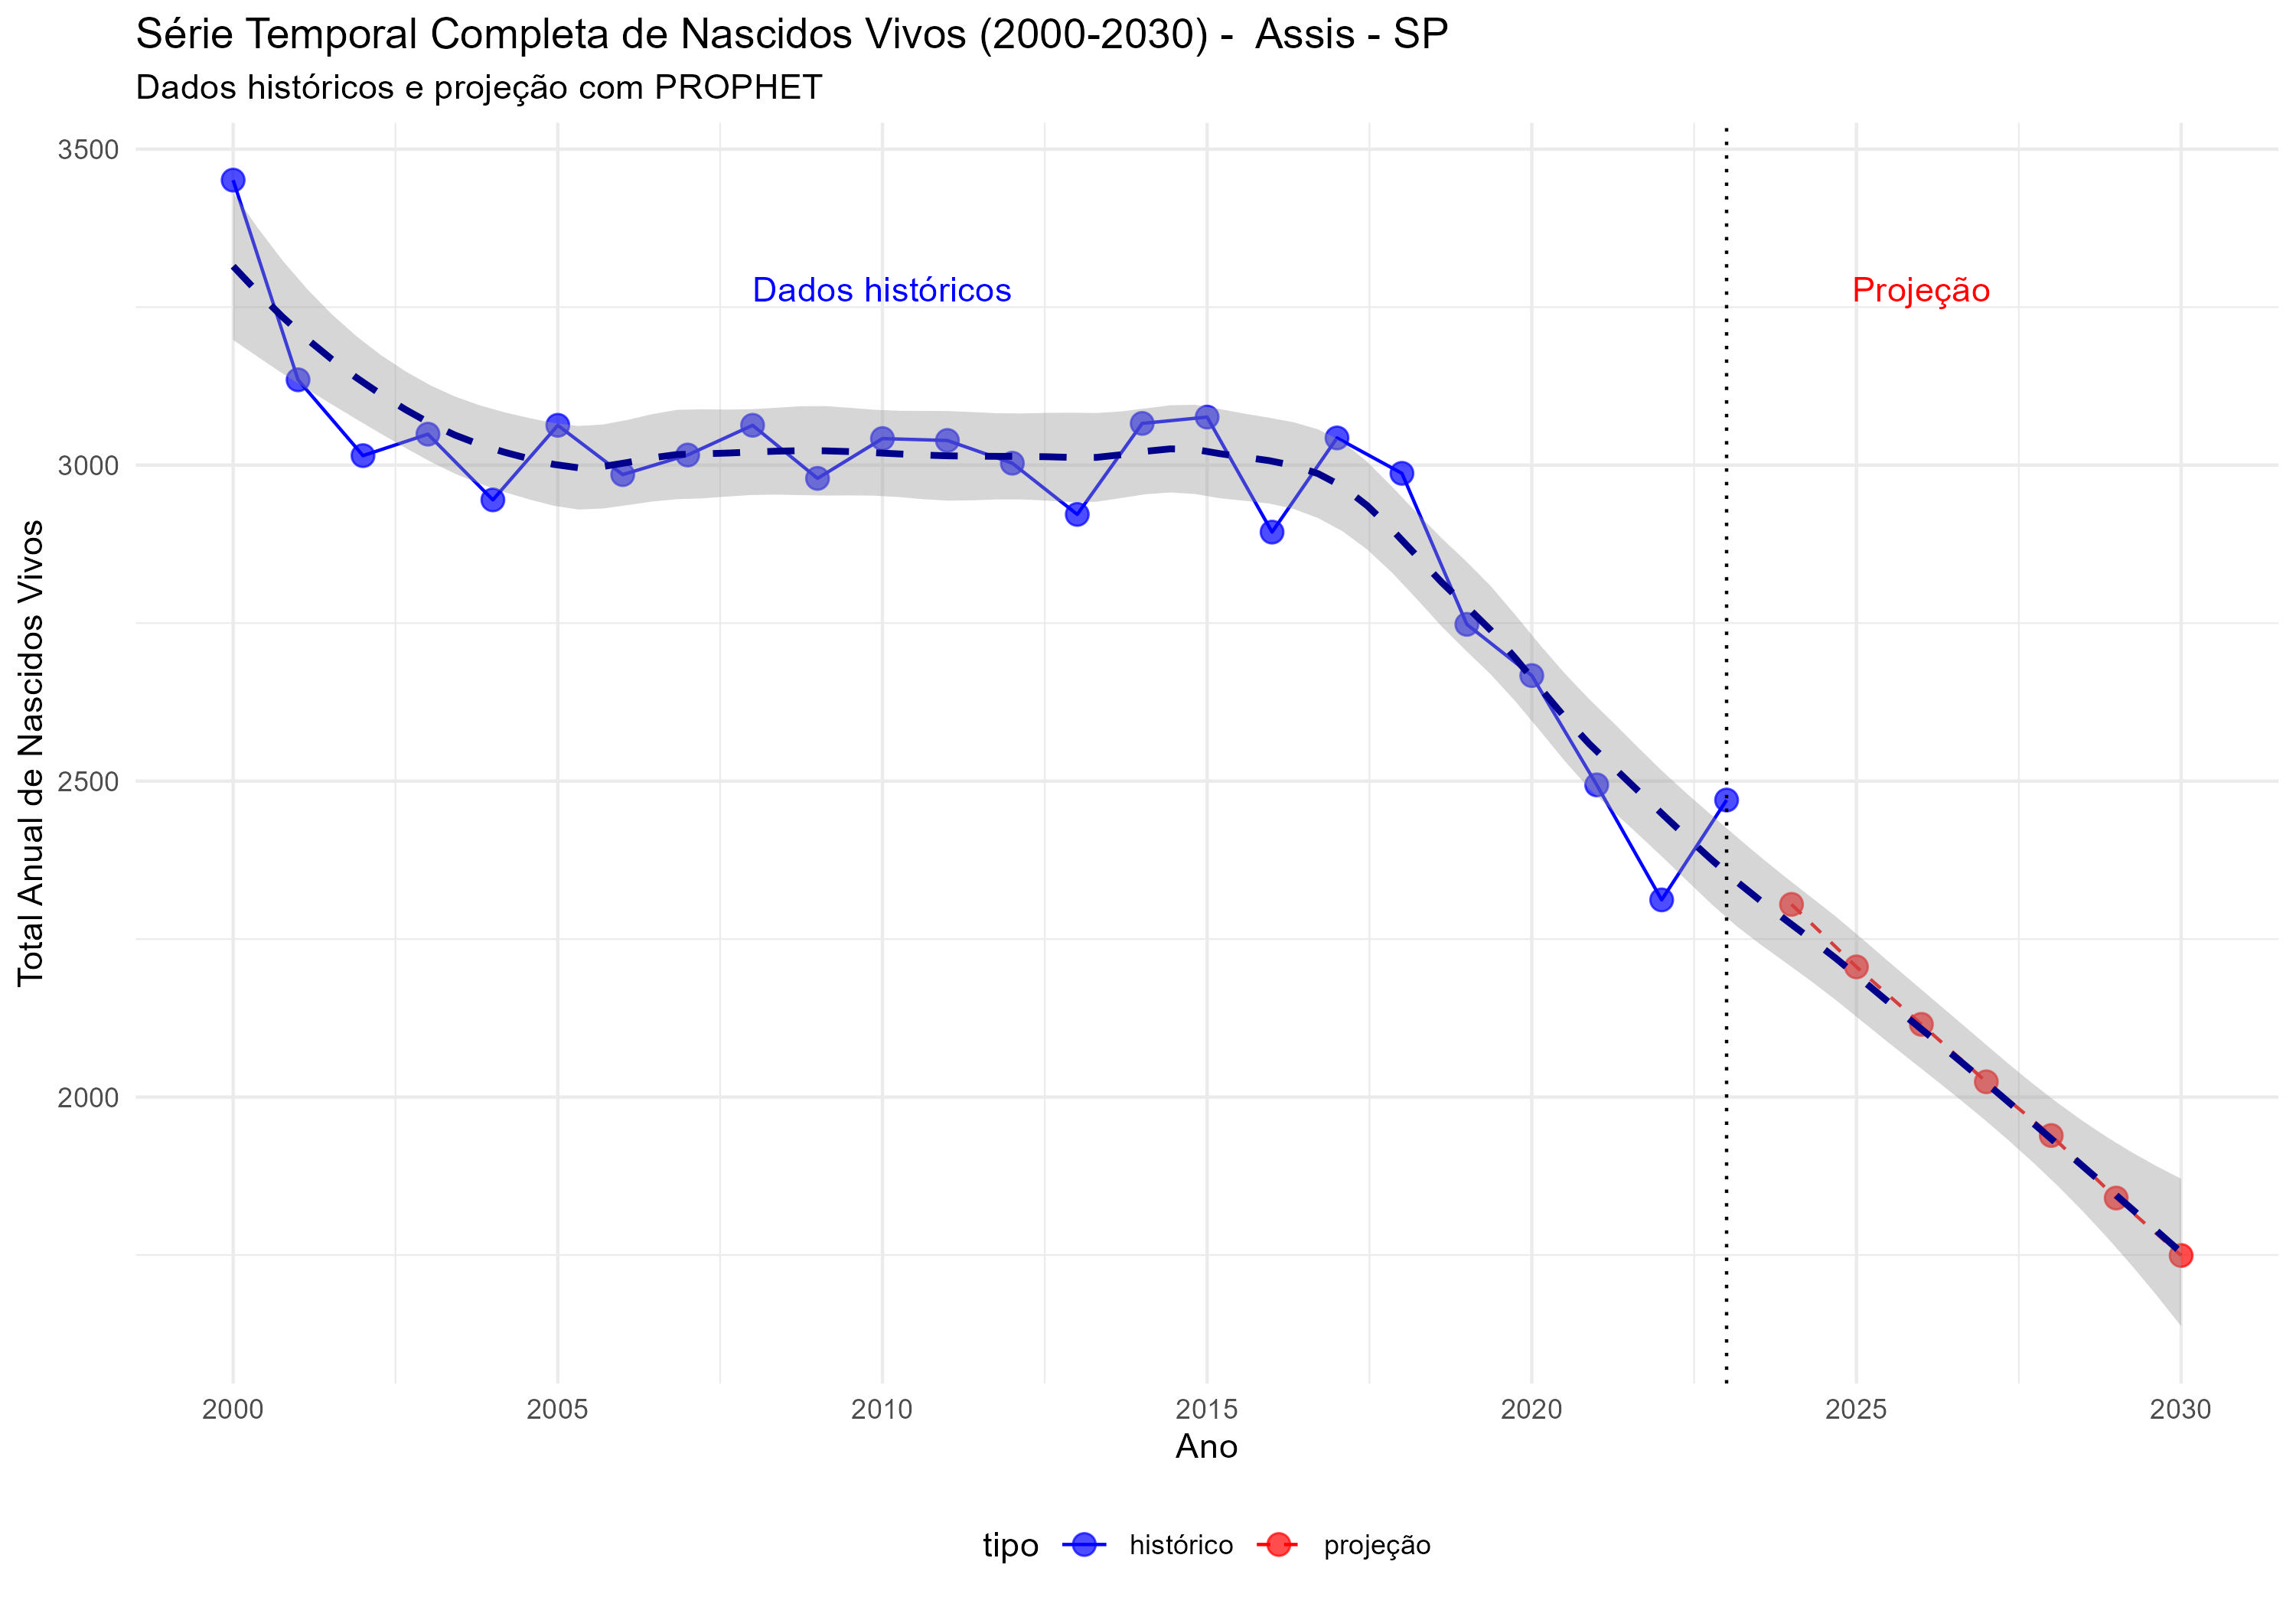 Série Temporal Completa de Nascidos Vivos (2000-2030) -  Assis - SP
Dados históricos e projeção com PROPHET
Total Anual de Nascidos Vivos
3500
3000
2500
2000
Dados históricos
Projeção
2000
2005
2010
2015
2020
2025
2030
Ano
tipo
histórico
projeção